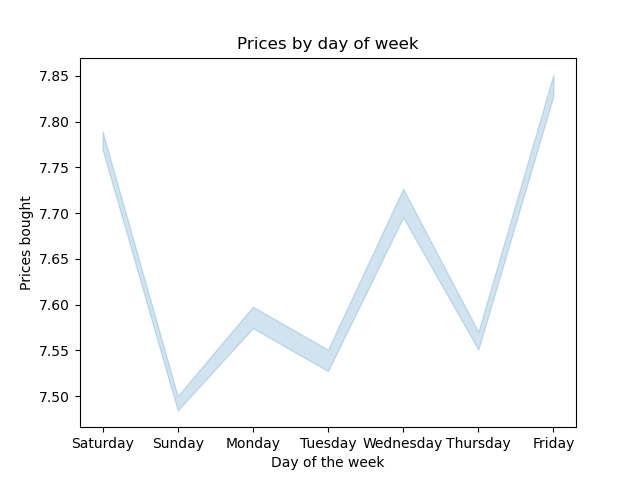 Prices by day of week
Prices bought
7.85
7.80
7.75
7.70
7.65
7.60
7.55
7.50
Saturday Sunday Monday Tuesday Wednesday Thursday Friday
Day of the week